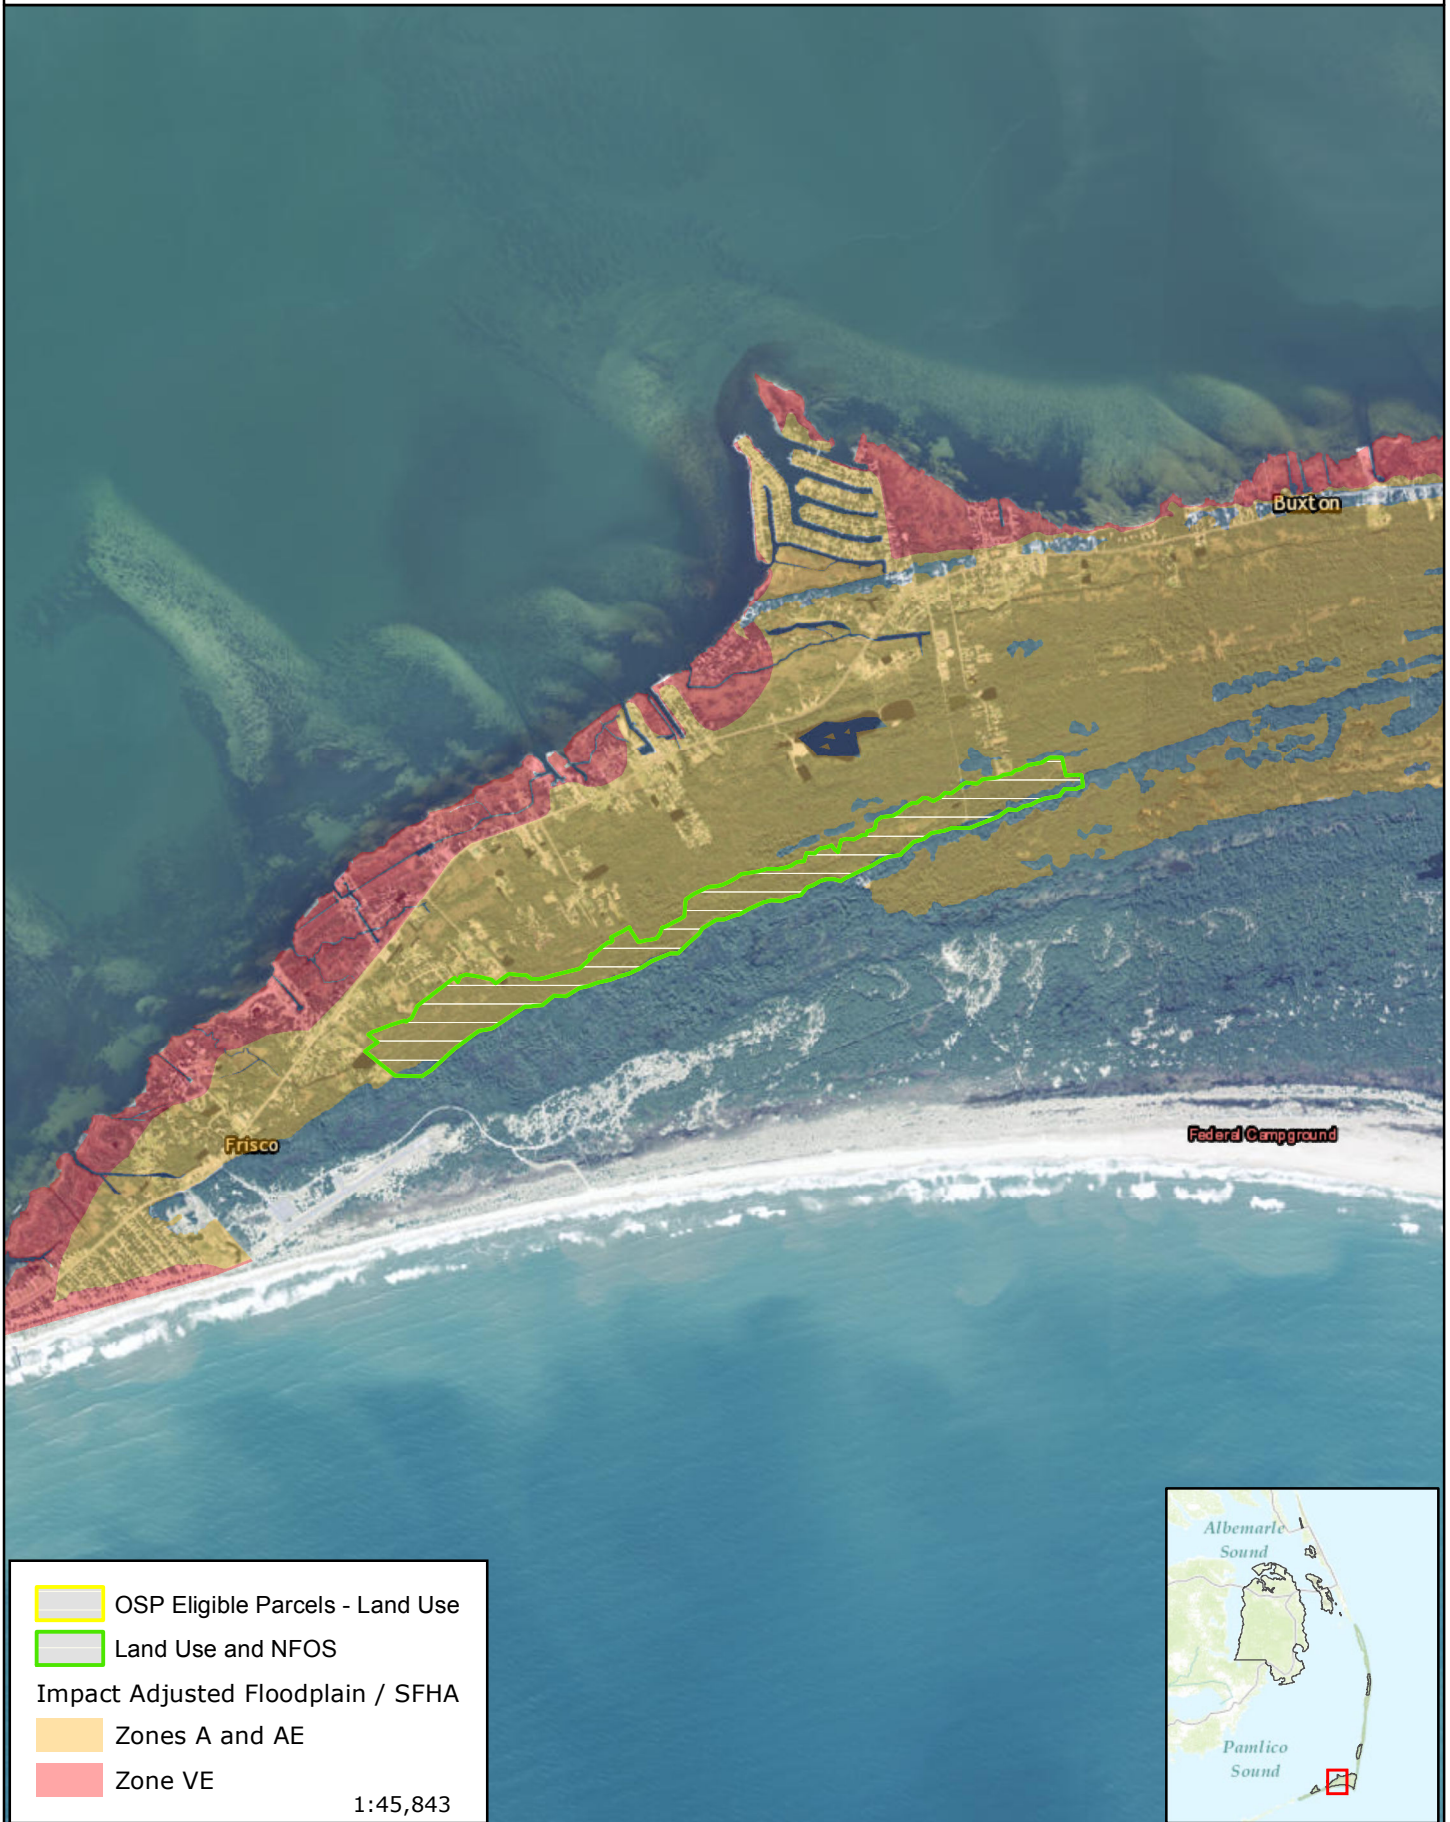 Buxton
Frisco
Federal Campground
OSP Eligible Parcels - Land Use
Land Use and NFOS
Impact Adjusted Floodplain / SFHA
Zones A and AE
Zone VE
1:45,843
Albemarle
Sound
Pamlico
Sound